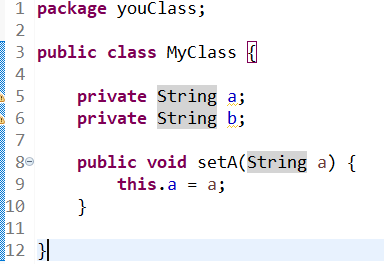 1 package youClass;
2
3 public class MyClass {
4
5     private String a;
6     private String b;
7
8     public void setA(String a) {
9         this.a = a;
10     }
11
12 }